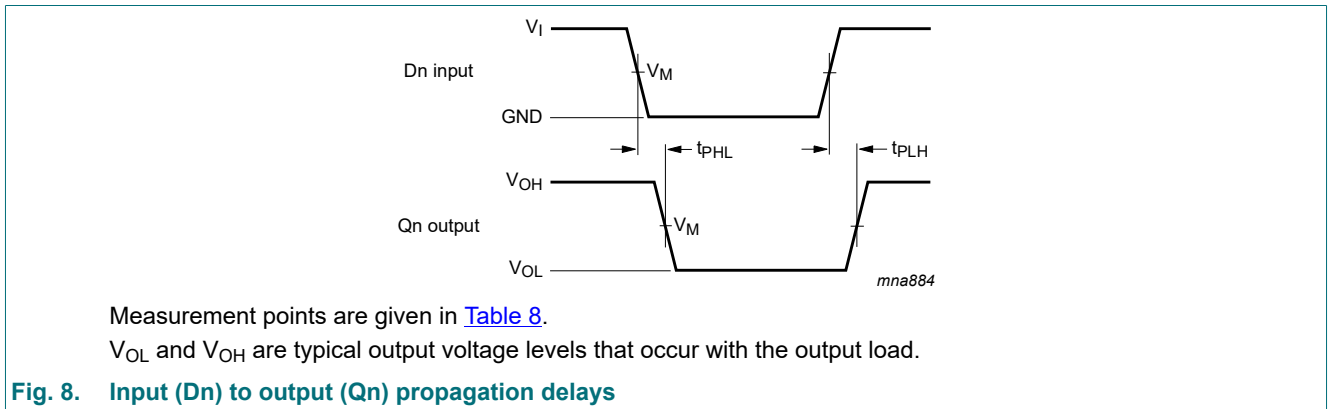 VI
Dn input
VM
GND
tPHL
tPLH
VOH
Qn output
VM
VOL
mna884
Measurement points are given in Table 8.
VOL and VOH are typical output voltage levels that occur with the output load.
Fig. 8. Input (Dn) to output (Qn) propagation delays